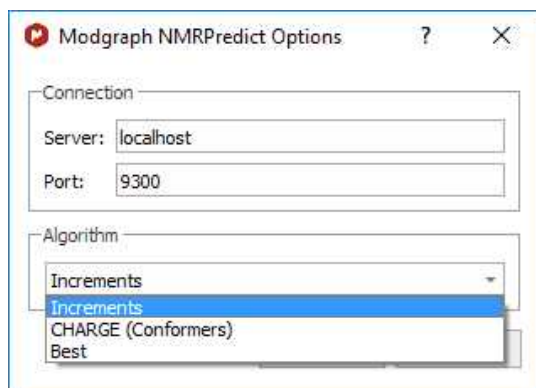 Modgraph NMRPredict Options ?
Connection
Server: localhost
Port: 9300
Algorithm
Increments
Increments
CHARGE (Conformers)
Best